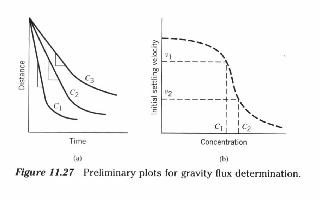 Distance
c₃
c₂
c₁
Time
(a)
Initial settling velocity
v₁
v₂
c₁
c₂
Concentration
(b)
Figure 11.27 Preliminary plots for gravity flux determination.